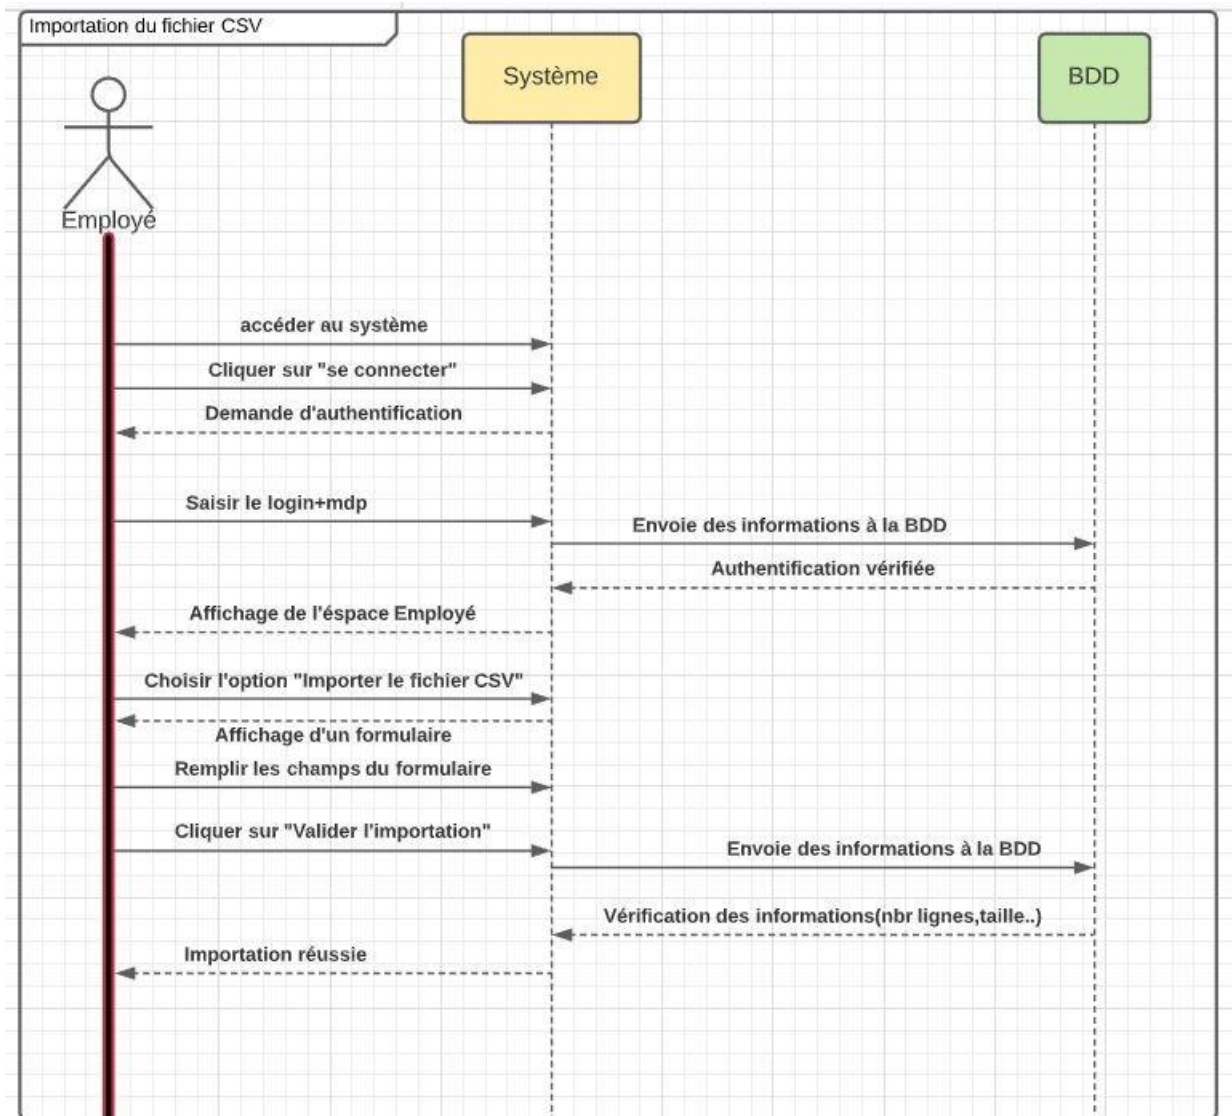 Importation du fichier CSV
Système
BDD
Employé
accéder au système
Cliquer sur "se connecter"
Demande d'authentification
Saisir le login+mdp
Envoie des informations à la BDD
Authentification vérifiée
Affichage de l'éspace Employé
Choisir l'option "Importer le fichier CSV"
Affichage d'un formulaire
Remplir les champs du formulaire
Cliquer sur "Valider l'importation"
Envoie des informations à la BDD
Vérification des informations(nbr lignes,taille..)
Importation réussie